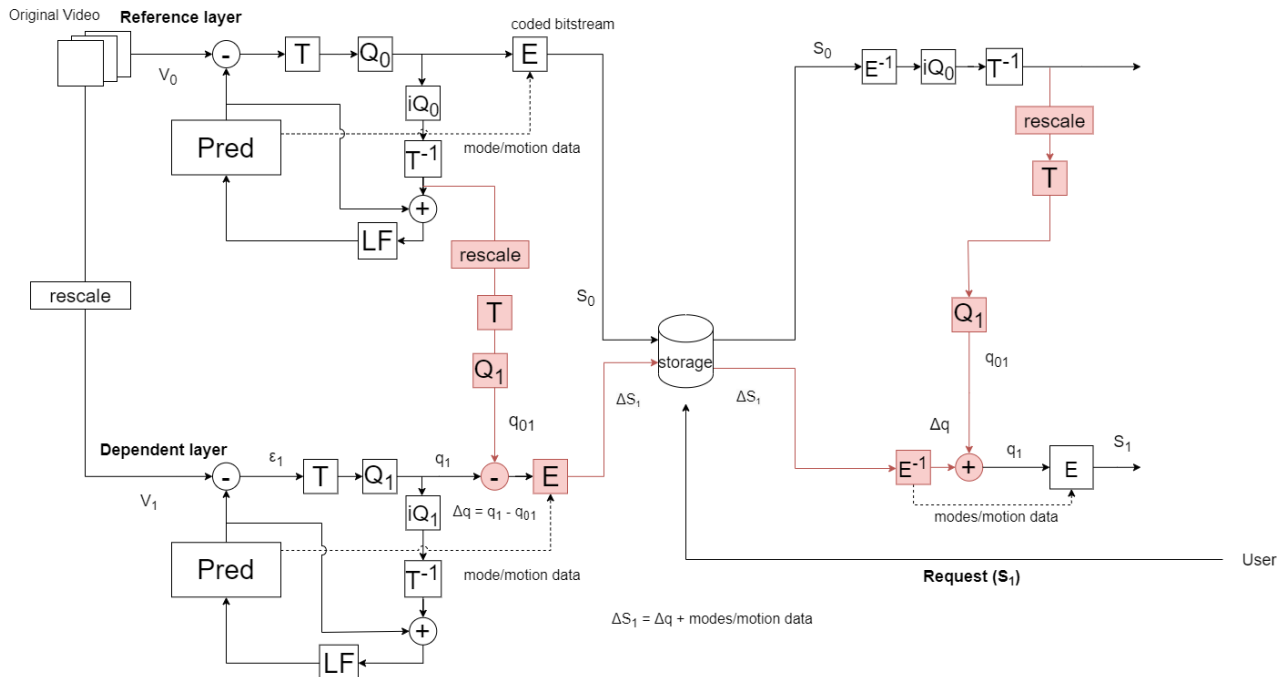 Original Video
Reference layer
coded bitstream
V0
-
T
Q0
E
S0
E-1
iQ0
T-1
iQ0
rescale
Pred
mode/motion data
T-1
T
+
LF
rescale
rescale
S0
T
Q1
storage
Q1
q01
ΔS1
ΔS1
q01
Dependent layer
Δq
ε1
q1
q1
S1
-
T
Q1
-
E
E-1
+
E
V1
iQ1
Δq = q1 - q01
modes/motion data
Pred
mode/motion data
T-1
User
Request (S1)
ΔS1 = Δq + modes/motion data
+
LF